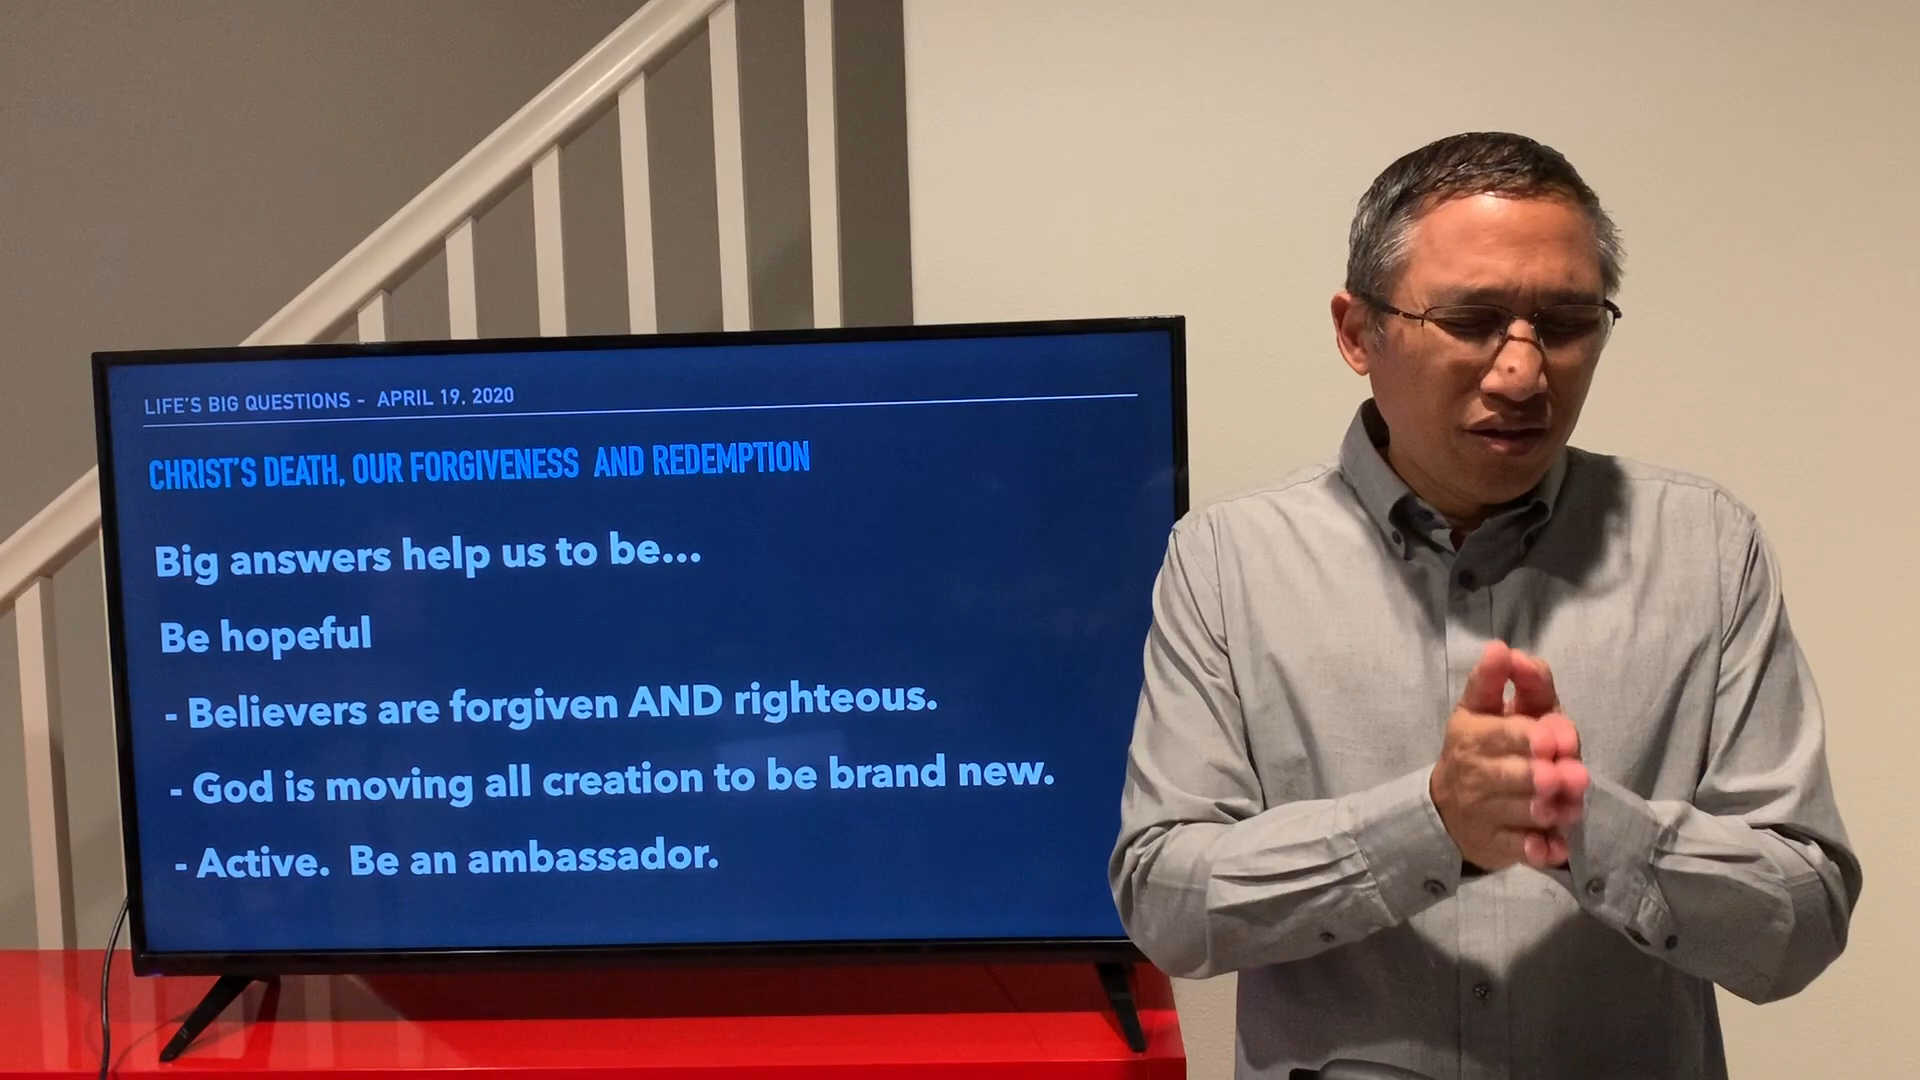 LIFE'S BIG QUESTIONS - APRIL 19, 2020
CHRIST'S DEATH, OUR FORGIVENESS AND REDEMPTION
Big answers help us to be...
Be hopeful
- Believers are forgiven AND righteous.
- God is moving all creation to be brand new.
- Active. Be an ambassador.